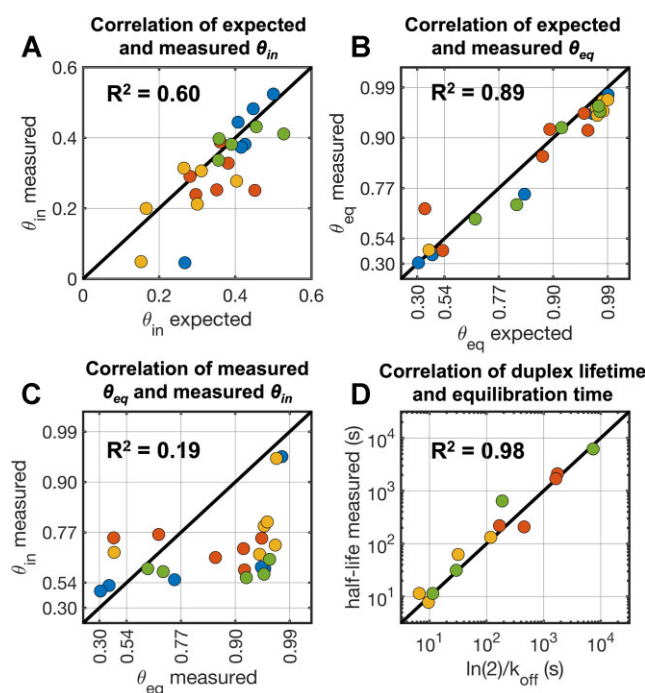 A
Correlation of expected
and measured θin
R² = 0.60
0.6
0.4
0.2
0
θin measured
0
0.2
0.4
0.6
θin expected
B
Correlation of expected
and measured θeq
R² = 0.89
0.99
0.90
0.77
0.54
0.30
θeq measured
0.30
0.54
0.77
0.90
0.99
θeq expected
C
Correlation of measured
θeq and measured θin
R² = 0.19
0.99
0.90
0.77
0.54
0.30
θin measured
0.30
0.54
0.77
0.90
0.99
θeq measured
D
Correlation of duplex lifetime
and equilibration time
R² = 0.98
10⁴
10³
10²
10¹
half-life measured (s)
10¹
10²
10³
10⁴
ln(2)/koff (s)